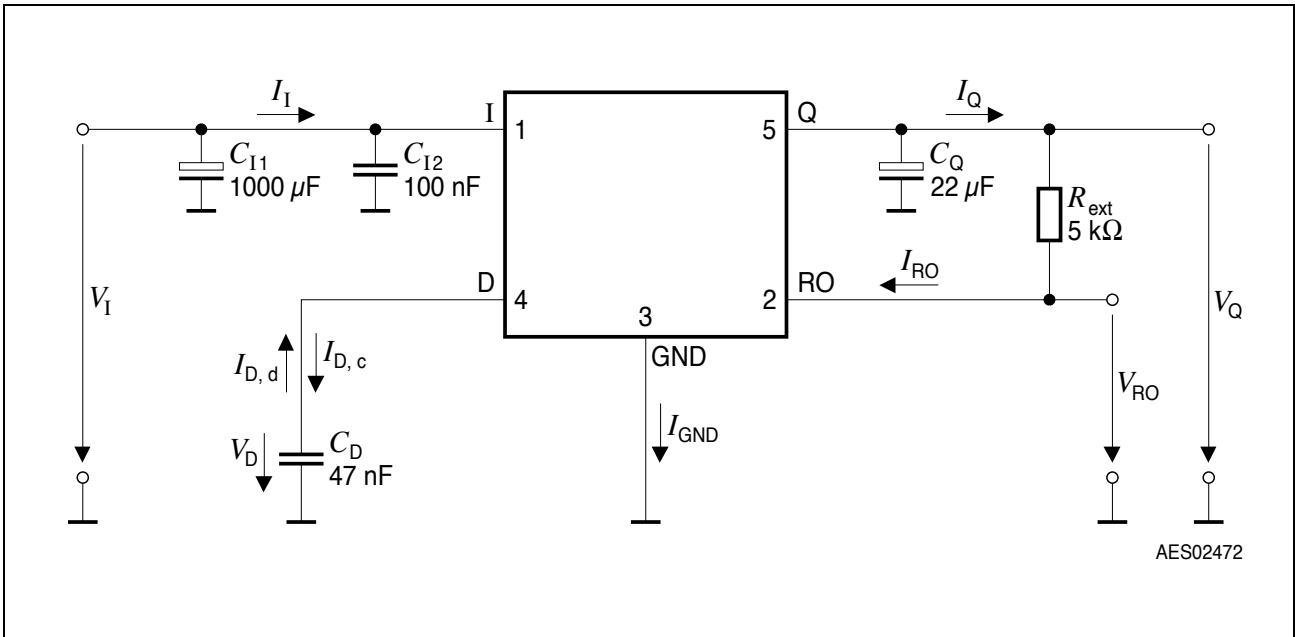 I_I
I
1
C_I1
1000 µF
C_I2
100 nF
Q
5
I_Q
C_Q
22 µF
R_ext
5 kΩ
I_RO
RO
2
D
4
3
GND
V_I
I_D, d
I_D, c
V_D
C_D
47 nF
I_GND
V_RO
V_Q
AES02472